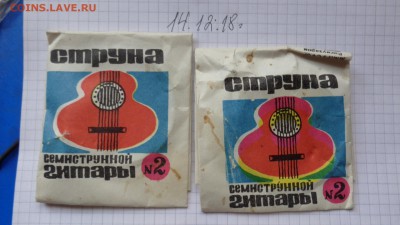 COINS.LAVE.RU
14.12.18г
струна
семиструнной
гитары
№2
струна
семиструнной
гитары
№2